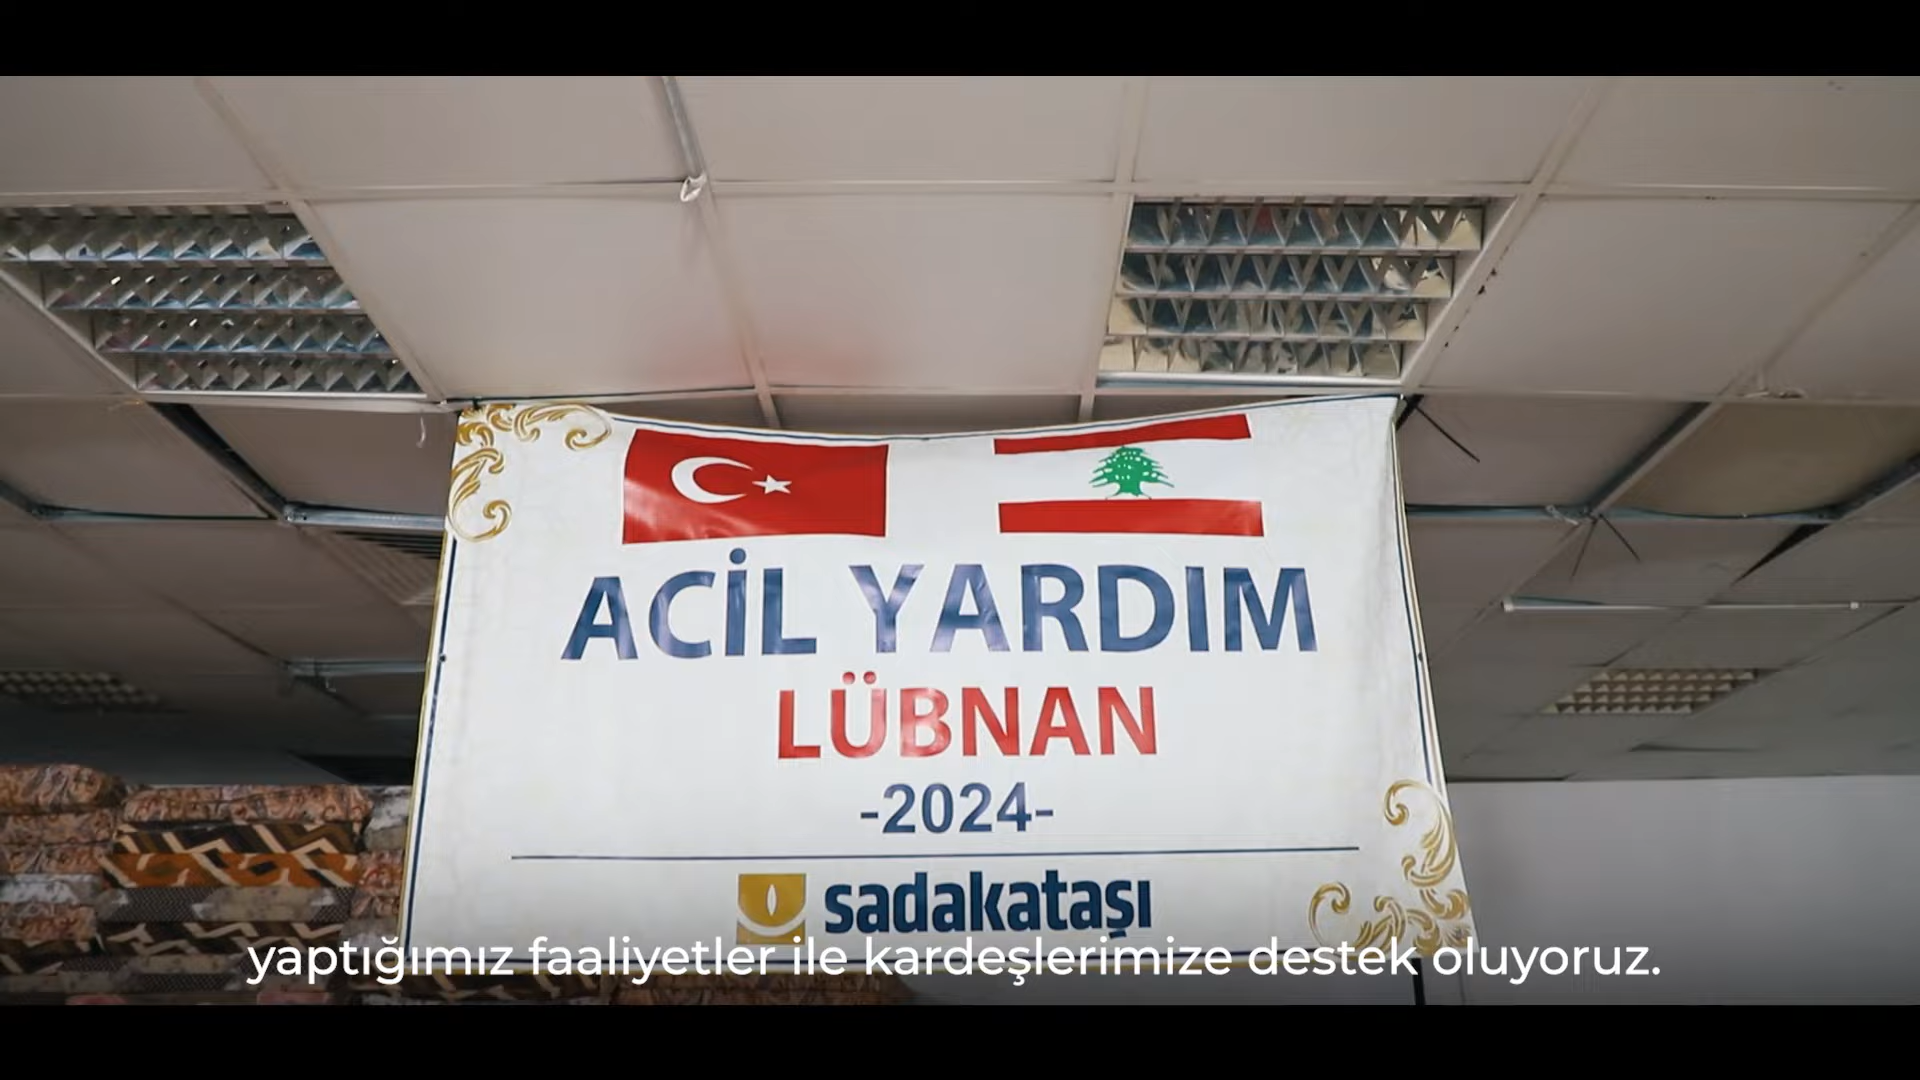 ACİL YARDIM
LÜBNAN
-2024-
sadakataşı
yaptığımız faaliyetler ile kardeşlerimize destek oluyoruz.